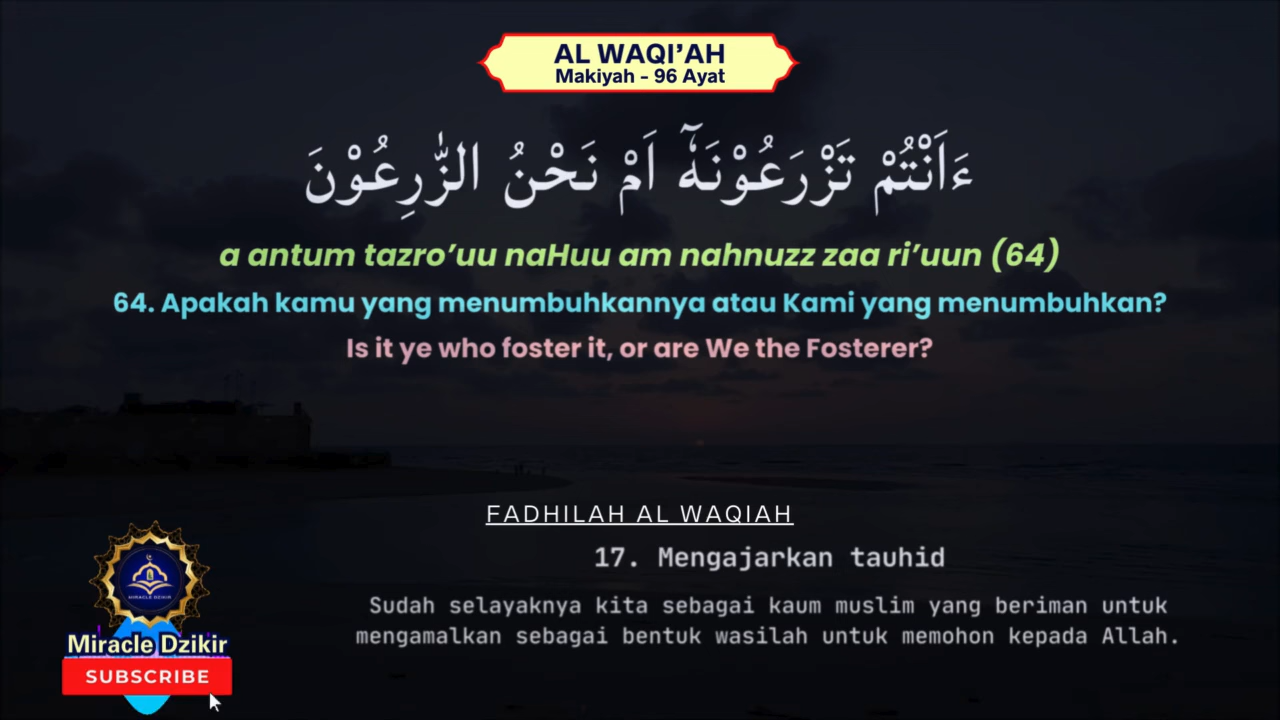 AL WAQI’AH
Makiyah - 96 Ayat
ءَاَنْتُمْ تَزْرَعُوْنَهٗٓ اَمْ نَحْنُ الزّٰرِعُوْنَ
a antum tazro’uu naHuu am nahnuzz zaa ri’uun (64)
64. Apakah kamu yang menumbuhkannya atau Kami yang menumbuhkan?
Is it ye who foster it, or are We the Fosterer?
FADHILAH AL WAQIAH
17. Mengajarkan tauhid
Sudah selayaknya kita sebagai kaum muslim yang beriman untuk
mengamalkan sebagai bentuk wasilah untuk memohon kepada Allah.
MIRACLE DZIKIR
Miracle Dzikir
SUBSCRIBE